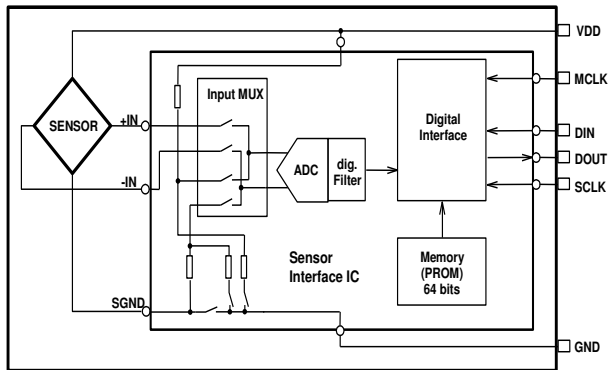 VDD
Input MUX
MCLK
+IN
SENSOR
Digital
Interface
DIN
DOUT
ADC
dig.
Filter
-IN
SCLK
Sensor
Interface IC
Memory
(PROM)
64 bits
SGND
GND